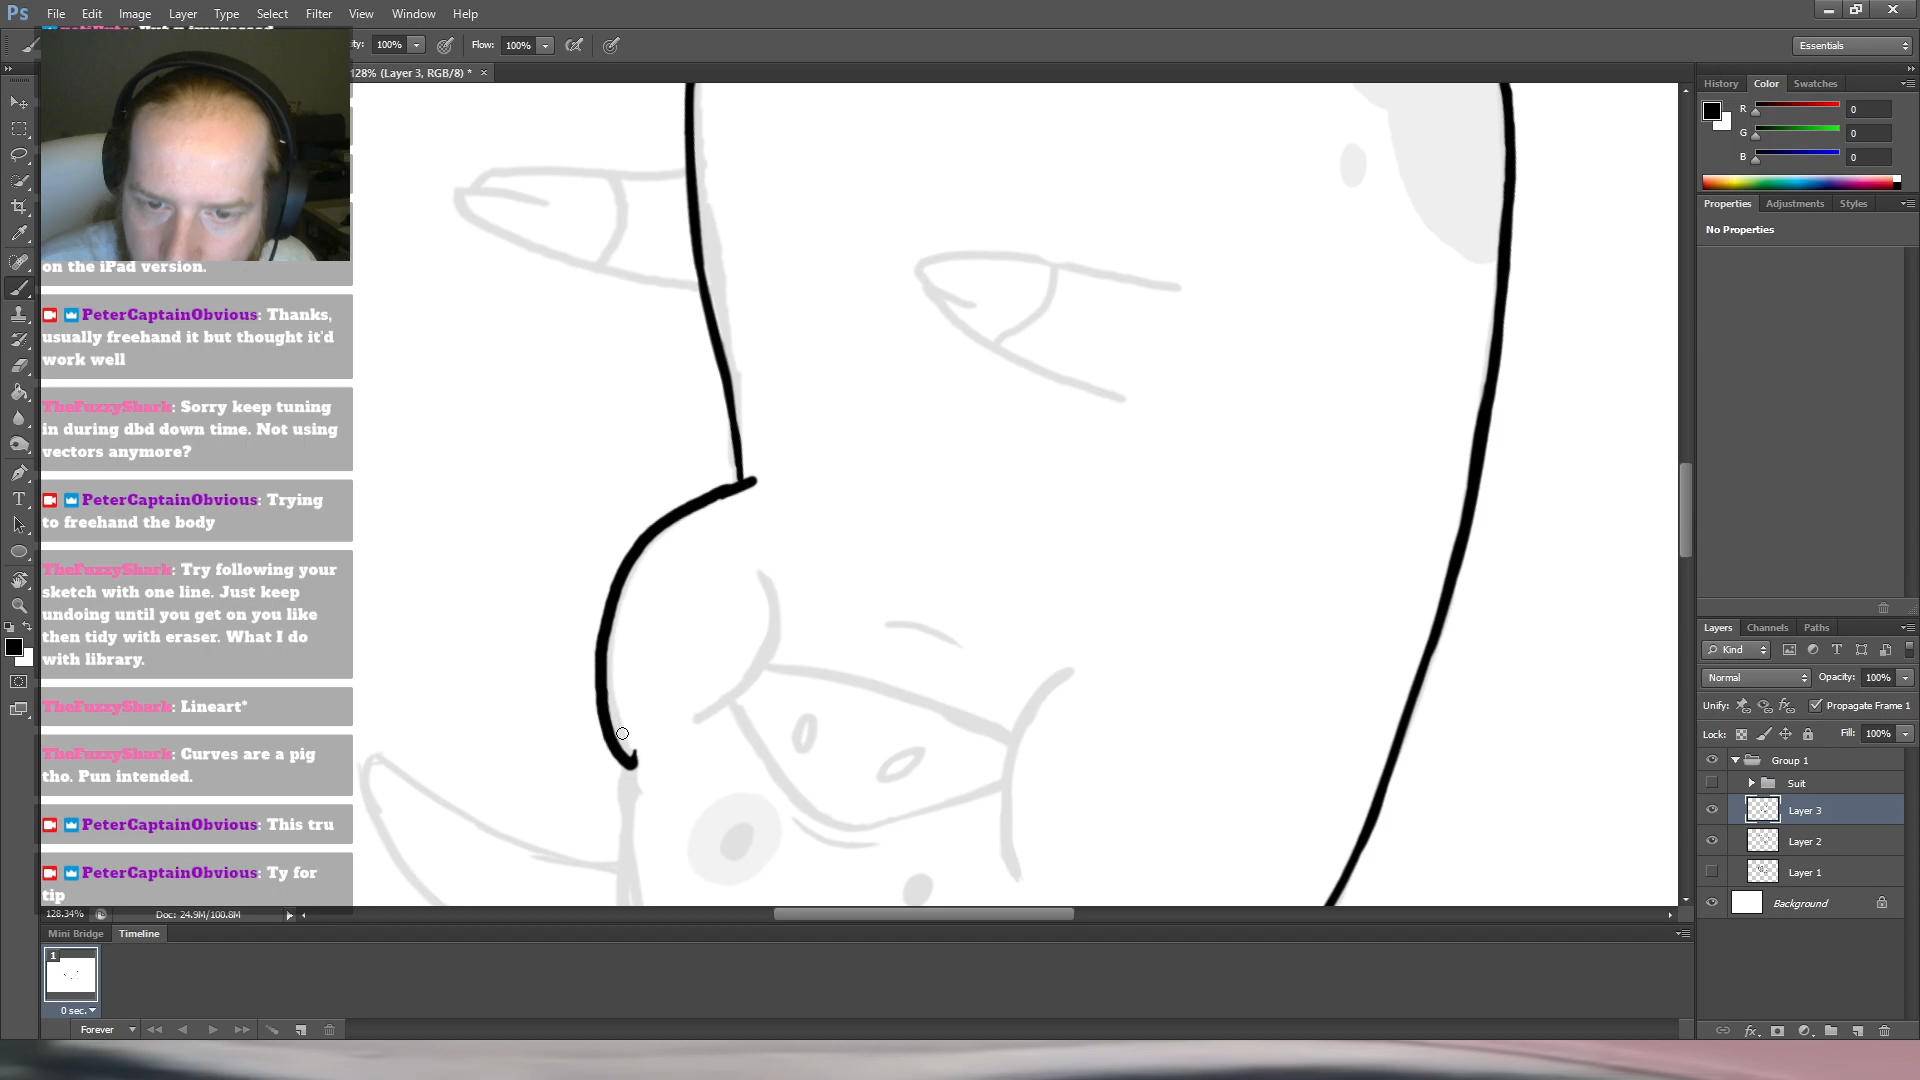 Ps File Edit Image Layer Type Select Filter View Window Help
100% Flow: 100% Essentials
128% (Layer 3, RGB/8) * ×
on the iPad version.
PeterCaptainObvious: Thanks,
usually freehand it but thought it'd
work well
TheFuzzyShark: Sorry keep tuning
in during dbd down time. Not using
vectors anymore?
PeterCaptainObvious: Trying
to freehand the body
TheFuzzyShark: Try following your
sketch with one line. Just keep
undoing until you get on you like
then tidy with eraser. What I do
with library.
TheFuzzyShark: Lineart*
TheFuzzyShark: Curves are a pig
tho. Pun intended.
PeterCaptainObvious: This tru
PeterCaptainObvious: Ty for
tip
128.34% Doc: 24.9M/100.8M
Mini Bridge Timeline
1
0 sec.
Forever
History Color Swatches
R 0
G 0
B 0
Properties Adjustments Styles
No Properties
Layers Channels Paths
Kind
Normal Opacity: 100%
Unify: Propagate Frame 1
Lock: Fill: 100%
Group 1
Suit
Layer 3
Layer 2
Layer 1
Background